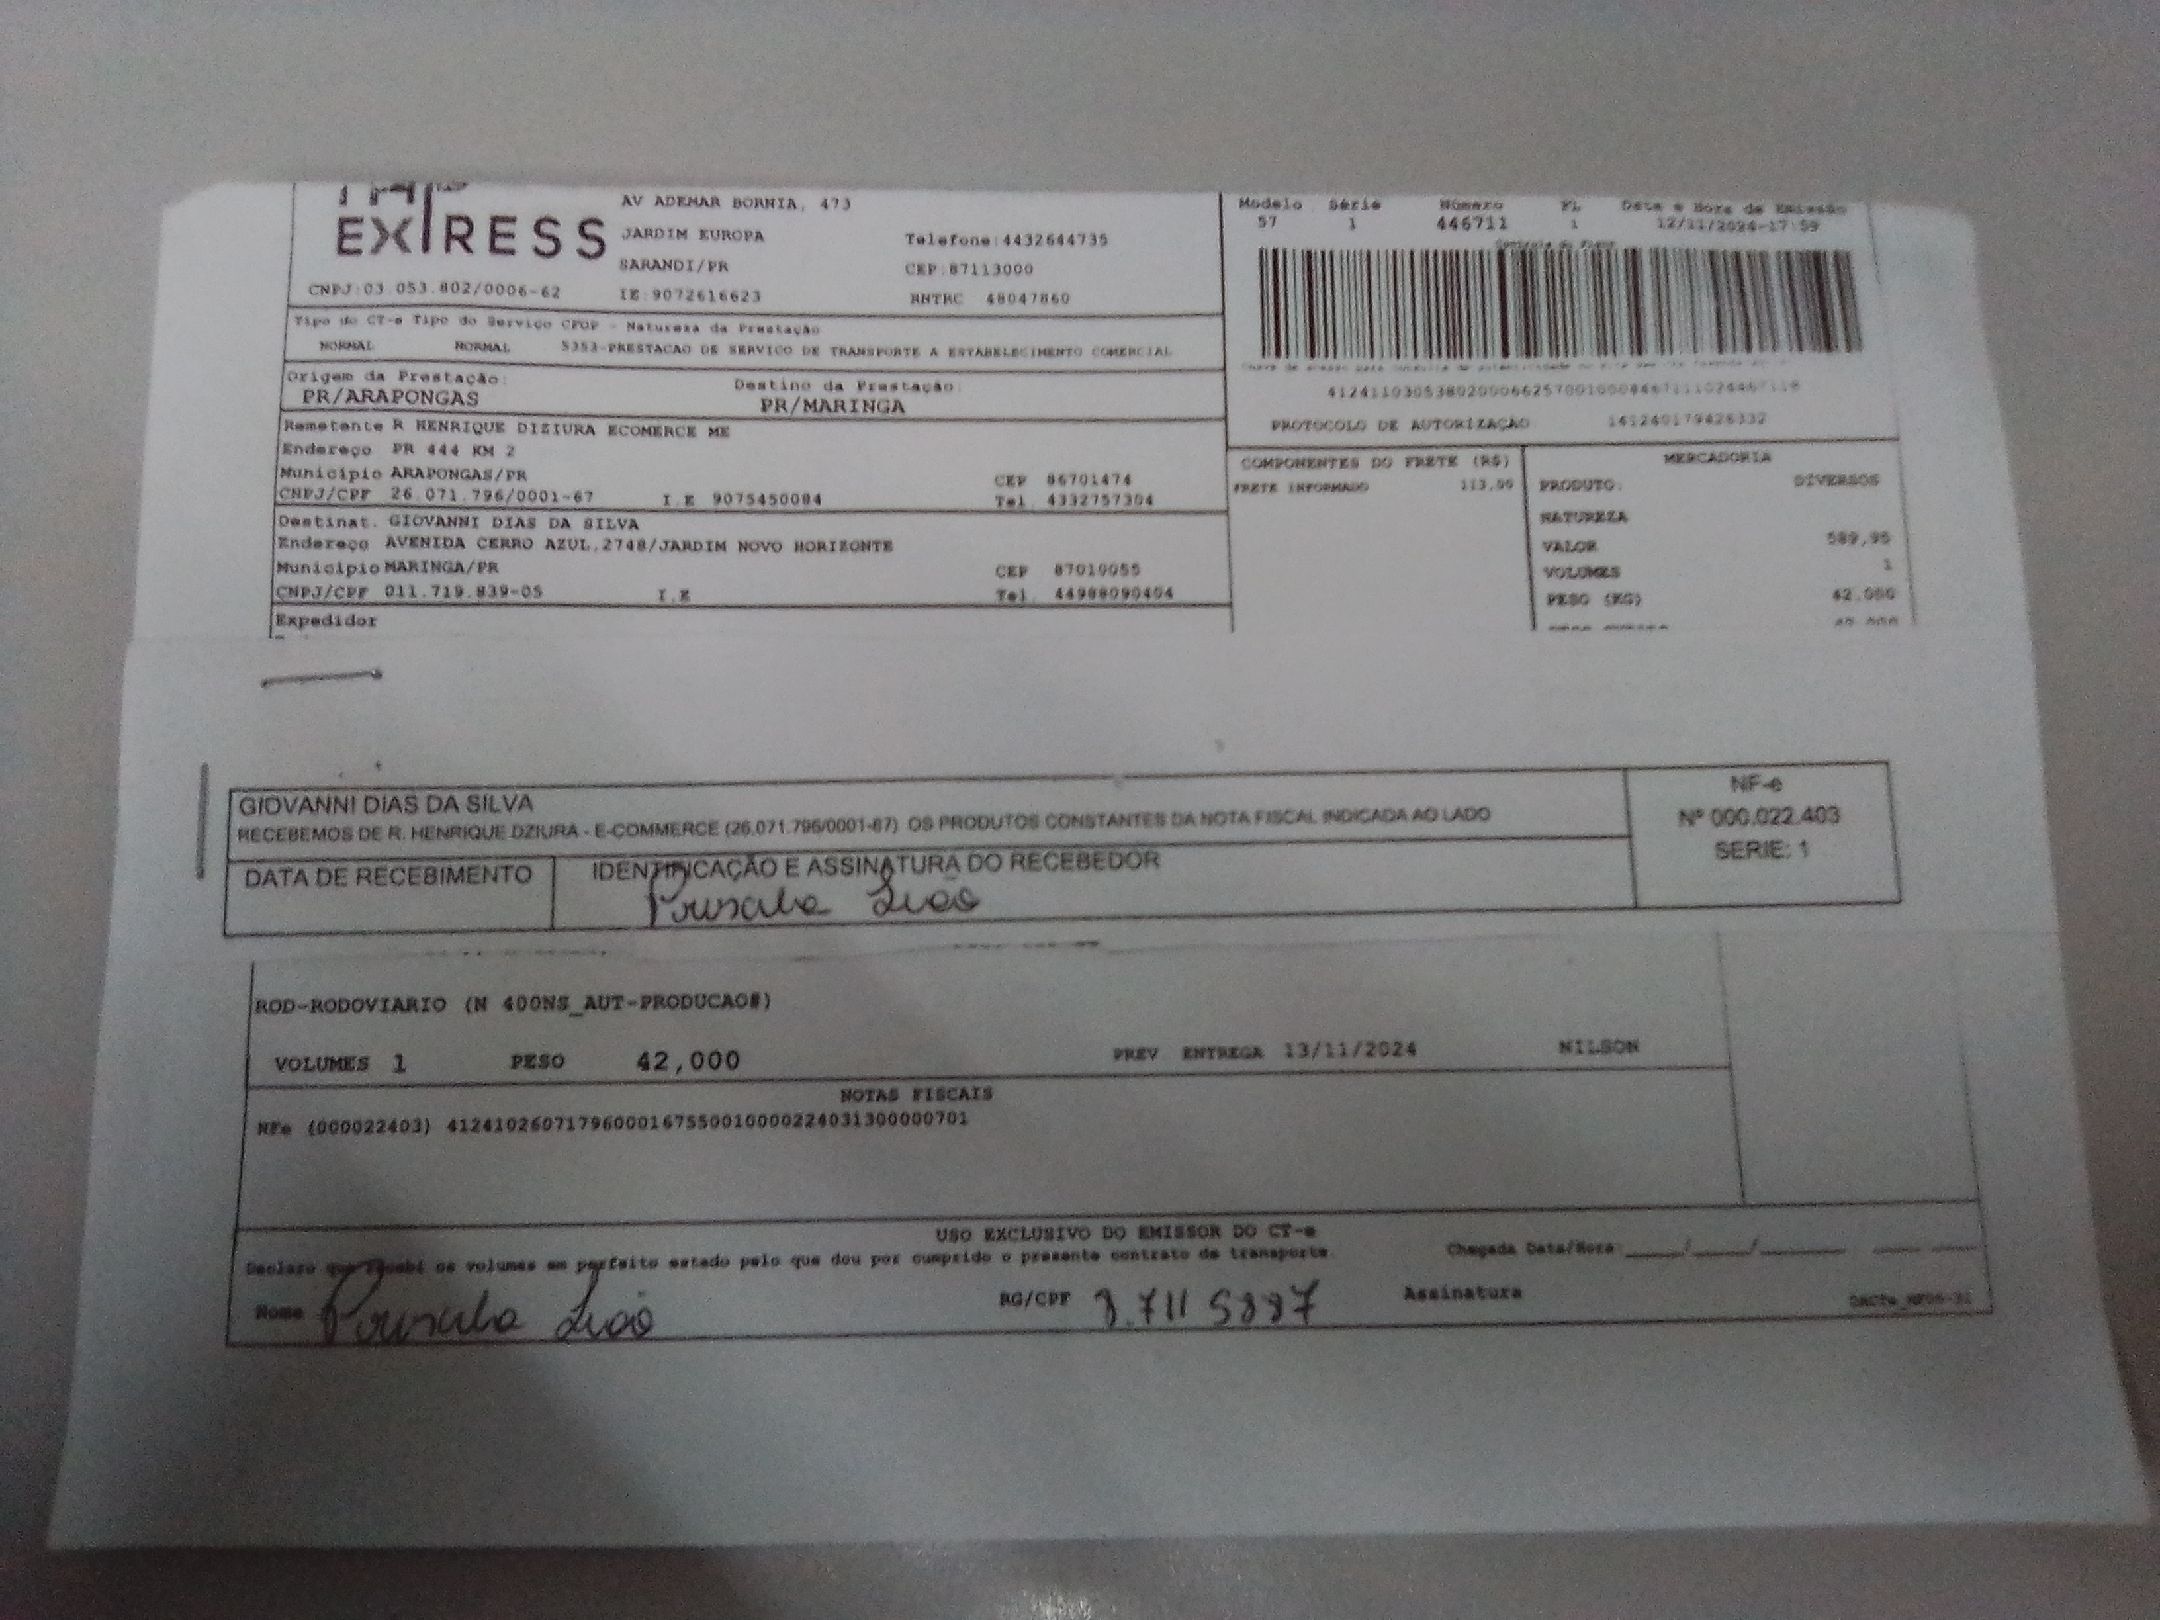 EXPRESS
AV ADEMAR BORNIA, 473
JARDIM EUROPA Telefone:4432644735
SARANDI/PR CEP:87113000
CNPJ:03.053.802/0006-62 IE:9072616623 RNTRC 48047860
Modelo Série Número FL Data e Hora de Emissão
57 1 446711 1 12/11/2024-17:59
Tipo do CT-e Tipo do Serviço CFOP - Natureza da Prestação
NORMAL NORMAL 5353-PRESTACAO DE SERVICO DE TRANSPORTE A ESTABELECIMENTO COMERCIAL
Origem da Prestação: Destino da Prestação:
PR/ARAPONGAS PR/MARINGA
PROTOCOLO DE AUTORIZAÇÃO 141240179426332
Remetente R HENRIQUE DIZIURA ECOMERCE ME
Endereço PR 444 KM 2
Município ARAPONGAS/PR CEP 86701474
CNPJ/CPF 26.071.796/0001-67 I.E 9075450084 Tel. 4332757304
Destinat. GIOVANNI DIAS DA SILVA
Endereço AVENIDA CERRO AZUL,2748/JARDIM NOVO HORIZONTE
Município MARINGA/PR CEP 87010055
CNPJ/CPF 011.719.839-05 I.E Tel. 44988090404
Expedidor
COMPONENTES DO FRETE (R$)
FRETE INFORMADO
MERCADORIA
PRODUTO. DIVERSOS
NATUREZA
VALOR 589,95
VOLUMES 1
PESO (KG) 42.000
GIOVANNI DIAS DA SILVA
RECEBEMOS DE R. HENRIQUE DZIURA - E-COMMERCE (26.071.796/0001-67) OS PRODUTOS CONSTANTES DA NOTA FISCAL INDICADA AO LADO
NF-e
Nº 000.022.403
SERIE: 1
DATA DE RECEBIMENTO IDENTIFICAÇÃO E ASSINATURA DO RECEBEDOR
ROD-RODOVIARIO (N 400NS_AUT-PRODUCAO#)
VOLUMES 1 PESO 42,000 PREV ENTREGA 13/11/2024 NILSON
NOTAS FISCAIS
NFe (000022403) 41241026071796000167550010000224031300000701
USO EXCLUSIVO DO EMISSOR DO CT-e
Declaro que recebi os volumes em perfeito estado pelo que dou por cumprido o presente contrato de transporte. Chegada Data/Hora:
Nome RG/CPF Assinatura